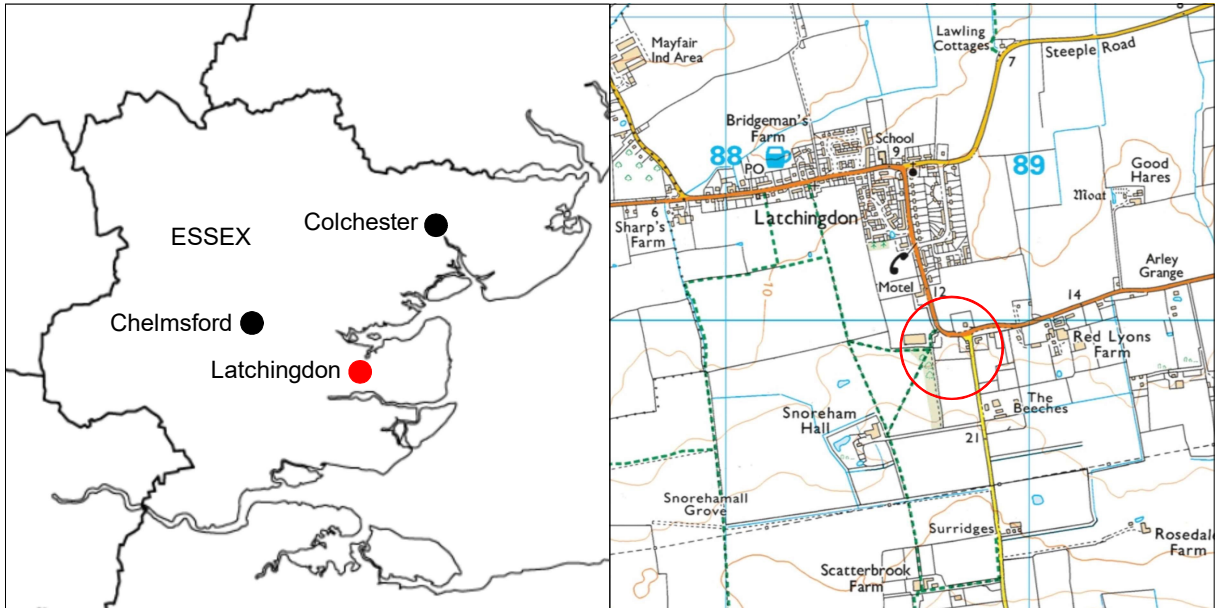 ESSEX
Colchester
Chelmsford
Latchingdon
Mayfair
Ind Area
Lawling
Cottages
Steeple Road
7
Bridgeman's
Farm
School
9
88
PO
89
Good
Hares
Moat
6
Sharp's
Farm
Latchingdon
Arley
Grange
Motel
12
14
10
Red Lyons
Farm
The
Beeches
Snoreham
Hall
21
Snorehamall
Grove
Surridges
Rosedale
Farm
Scatterbrook
Farm